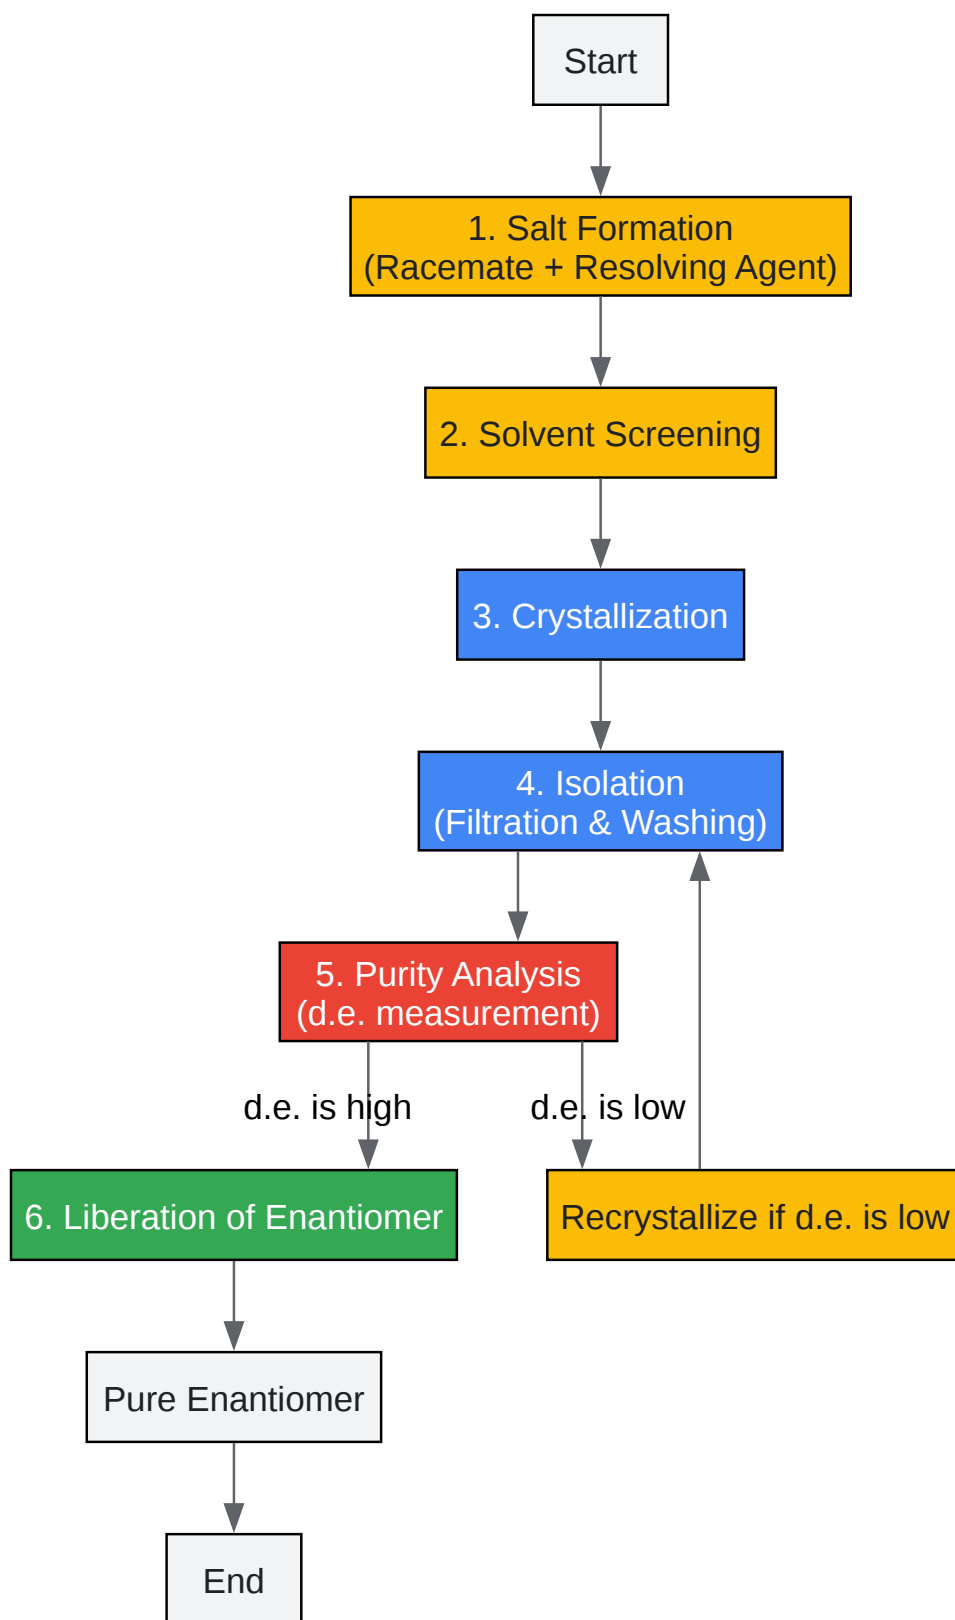 Start
1. Salt Formation
(Racemate + Resolving Agent)
2. Solvent Screening
3. Crystallization
4. Isolation
(Filtration & Washing)
5. Purity Analysis
(d.e. measurement)
d.e. is high
d.e. is low
6. Liberation of Enantiomer
Recrystallize if d.e. is low
Pure Enantiomer
End